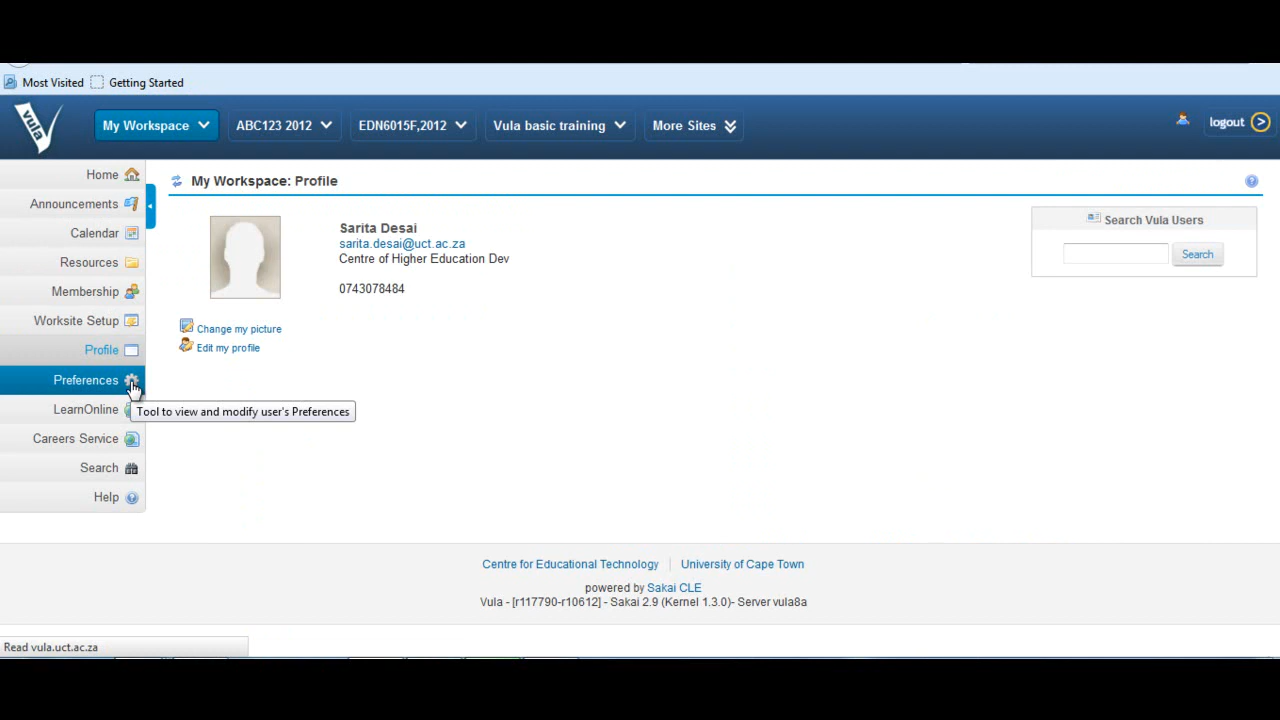 Most Visited Getting Started
vula My Workspace ABC123 2012 EDN6015F,2012 Vula basic training More Sites logout
Home
Announcements
Calendar
Resources
Membership
Worksite Setup
Profile
Preferences
LearnOnline
Careers Service
Search
Help
My Workspace: Profile
Sarita Desai
sarita.desai@uct.ac.za
Centre of Higher Education Dev
0743078484
Change my picture
Edit my profile
Search Vula Users
Search
Tool to view and modify user's Preferences
Centre for Educational Technology University of Cape Town
powered by Sakai CLE
Vula - [r117790-r10612] - Sakai 2.9 (Kernel 1.3.0)- Server vula8a
Read vula.uct.ac.za